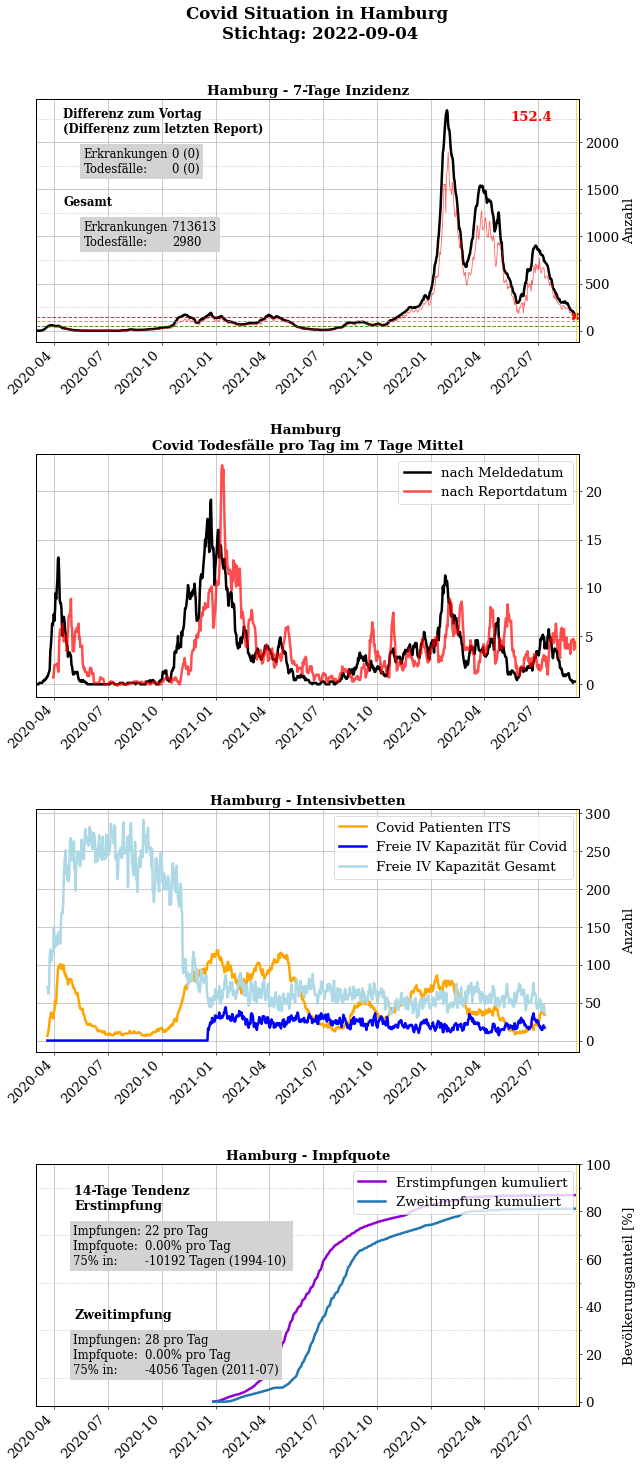 Covid Situation in Hamburg
Stichtag: 2022-09-04
Hamburg - 7-Tage Inzidenz
Differenz zum Vortag
(Differenz zum letzten Report)
Erkrankungen 0 (0)
Todesfälle: 0 (0)
Gesamt
Erkrankungen 713613
Todesfälle: 2980
152.4
2000
1500
1000
500
0
Anzahl
2020-04 2020-07 2020-10 2021-01 2021-04 2021-07 2021-10 2022-01 2022-04 2022-07
Hamburg
Covid Todesfälle pro Tag im 7 Tage Mittel
nach Meldedatum
nach Reportdatum
20
15
10
5
0
2020-04 2020-07 2020-10 2021-01 2021-04 2021-07 2021-10 2022-01 2022-04 2022-07
Hamburg - Intensivbetten
Covid Patienten ITS
Freie IV Kapazität für Covid
Freie IV Kapazität Gesamt
300
250
200
150
100
50
0
Anzahl
2020-04 2020-07 2020-10 2021-01 2021-04 2021-07 2021-10 2022-01 2022-04 2022-07
Hamburg - Impfquote
14-Tage Tendenz
Erstimpfung
Impfungen: 22 pro Tag
Impfquote: 0.00% pro Tag
75% in: -10192 Tagen (1994-10)
Zweitimpfung
Impfungen: 28 pro Tag
Impfquote: 0.00% pro Tag
75% in: -4056 Tagen (2011-07)
Erstimpfungen kumuliert
Zweitimpfung kumuliert
100
80
60
40
20
0
Bevölkerungsanteil [%]
2020-04 2020-07 2020-10 2021-01 2021-04 2021-07 2021-10 2022-01 2022-04 2022-07